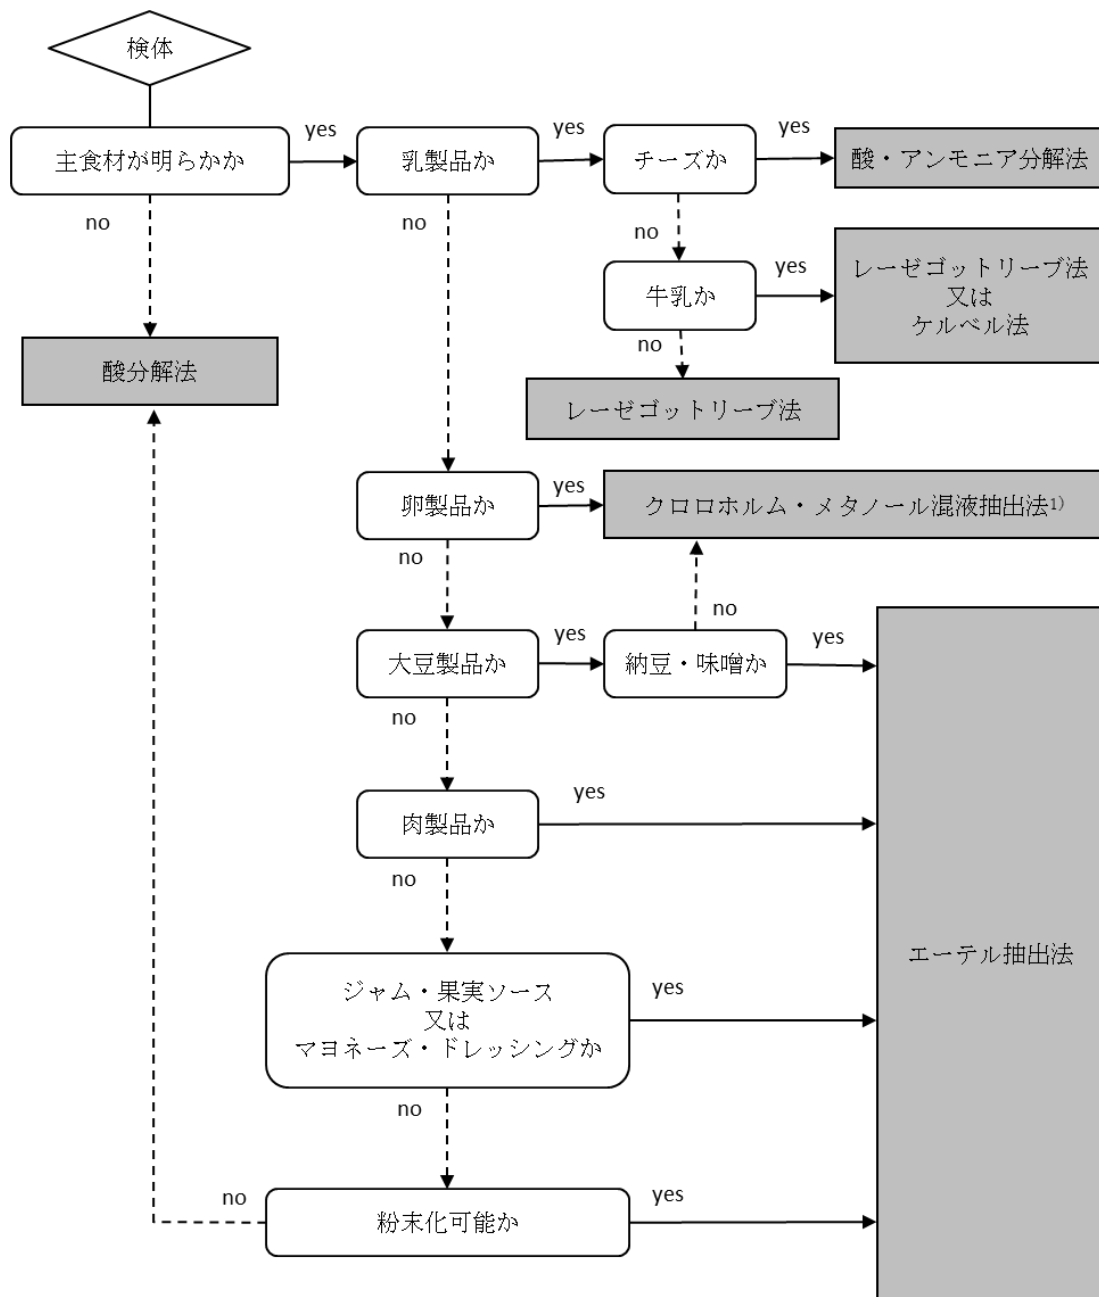 検体
主食材が明らかか
yes
乳製品か
yes
チーズか
yes
酸・アンモニア分解法
no
no
no
牛乳か
yes
レーゼゴットリーブ法
又は
ケルベル法
no
酸分解法
レーゼゴットリーブ法
卵製品か
yes
クロロホルム・メタノール混液抽出法1)
no
no
大豆製品か
yes
納豆・味噌か
yes
no
肉製品か
yes
no
エーテル抽出法
ジャム・果実ソース
又は
マヨネーズ・ドレッシングか
yes
no
no
粉末化可能か
yes